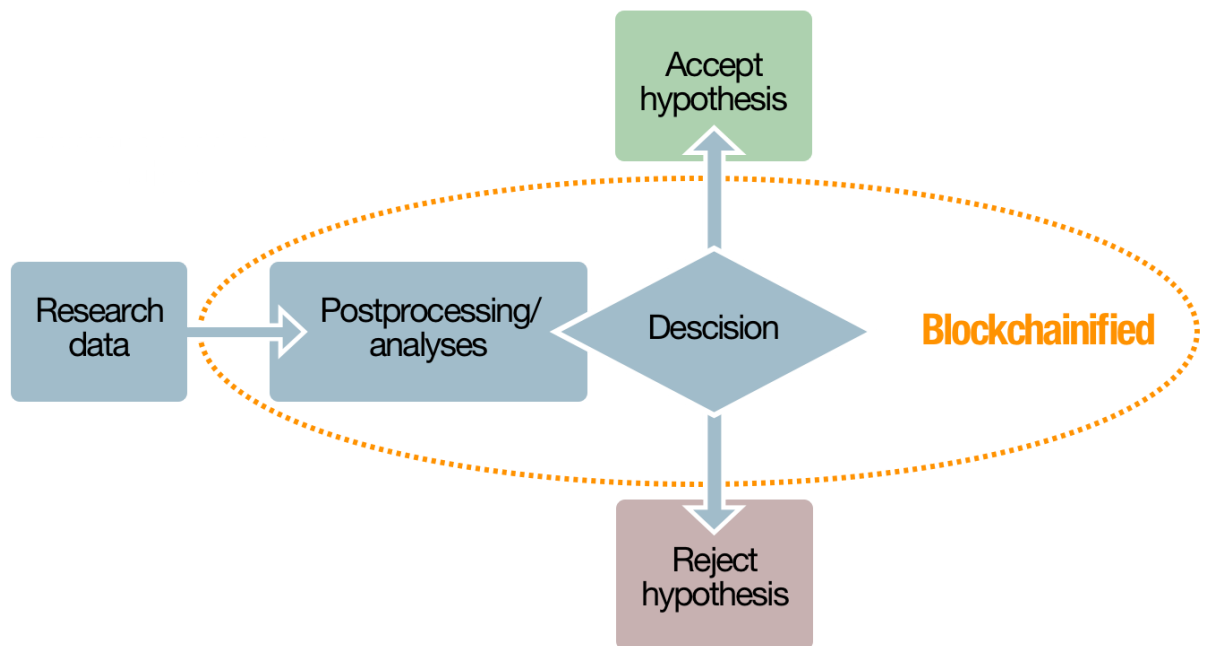 Accept
hypothesis
Research
data
Postprocessing/
analyses
Descision
Blockchainified
Reject
hypothesis